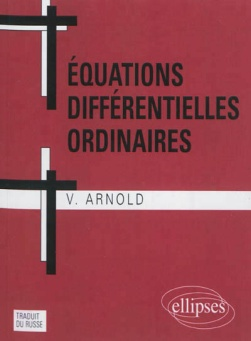 ÉQUATIONS
DIFFÉRENTIELLES
ORDINAIRES
V. ARNOLD
TRADUIT
DU RUSSE
ellipses